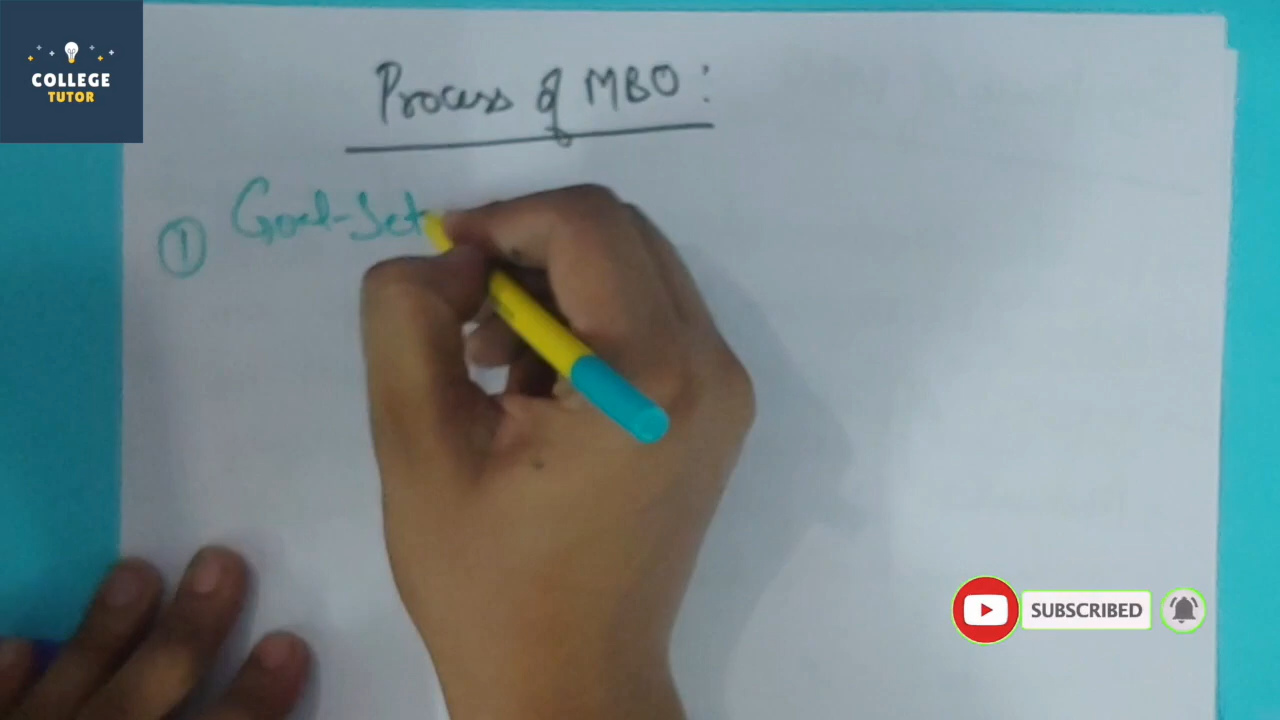 COLLEGE
TUTOR
Process of MBO:
① Goal-Set
SUBSCRIBED